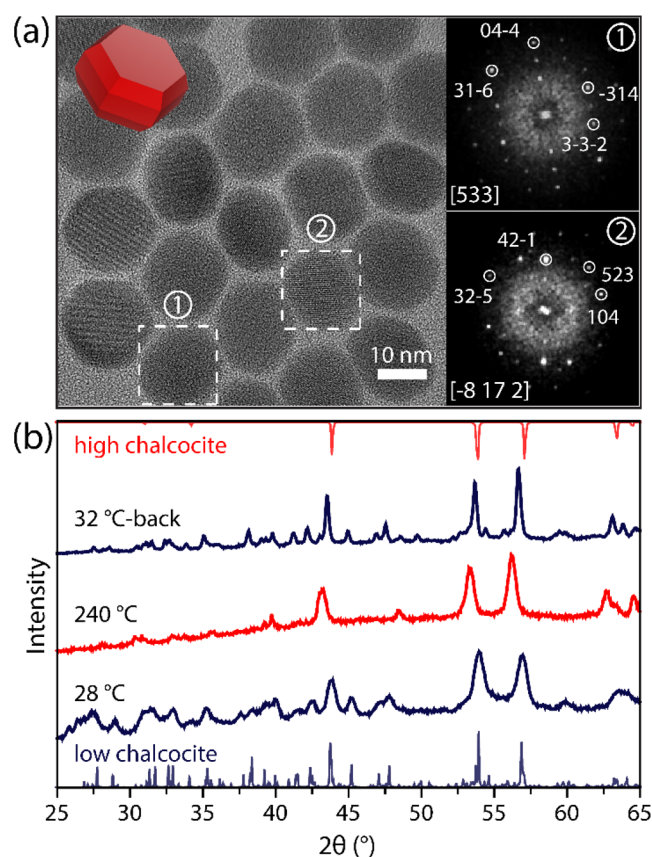 (a)
①
②
10 nm
①
04-4
31-6
-314
3-3-2
[533]
②
42-1
32-5
523
104
[-8 17 2]
(b)
high chalcocite
32 °C-back
240 °C
28 °C
low chalcocite
Intensity
25 30 35 40 45 50 55 60 65
2θ (°)